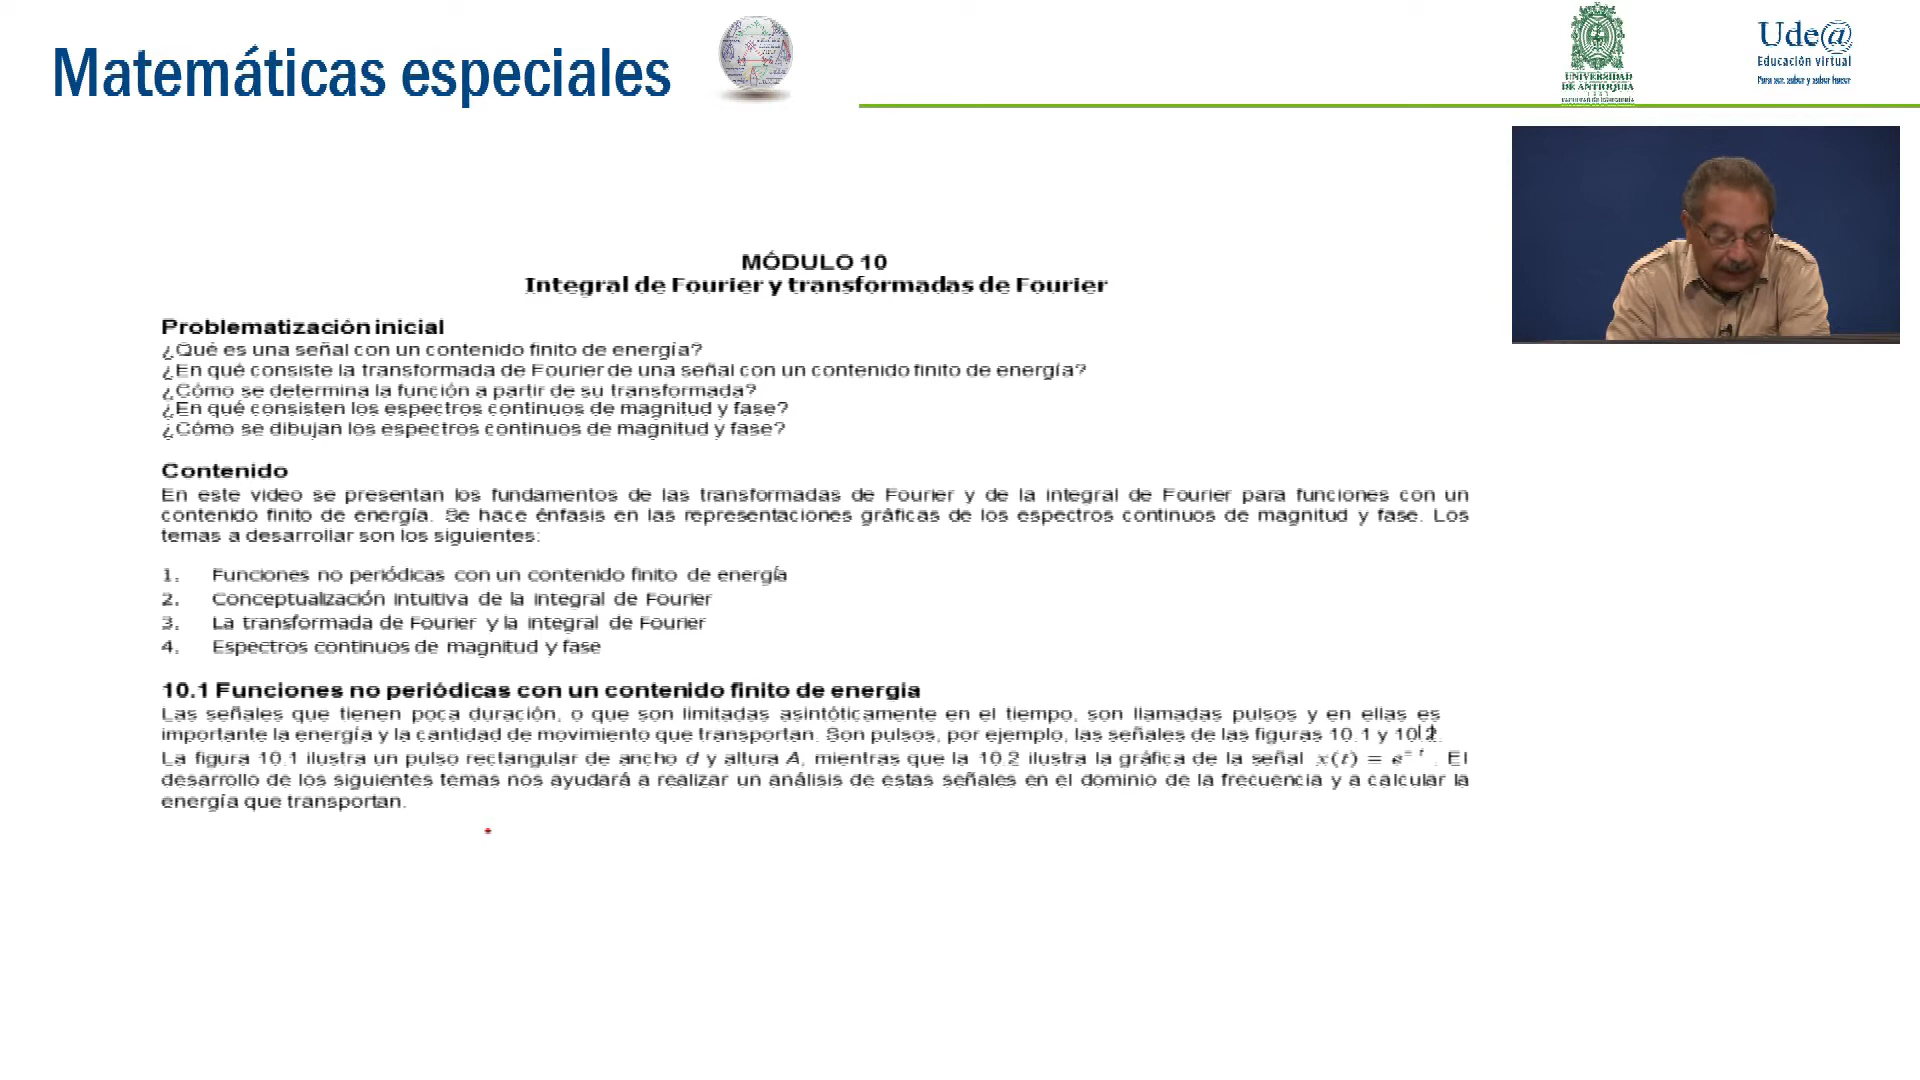 Matemáticas especiales
UNIVERSIDAD
DE ANTIOQUIA
1 8 0 3
FACULTAD DE INGENIERÍA
Ude@
Educación virtual
Para ser, saber y saber hacer
MÓDULO 10
Integral de Fourier y transformadas de Fourier
Problematización inicial
¿Qué es una señal con un contenido finito de energía?
¿En qué consiste la transformada de Fourier de una señal con un contenido finito de energía?
¿Cómo se determina la función a partir de su transformada?
¿En qué consisten los espectros continuos de magnitud y fase?
¿Cómo se dibujan los espectros continuos de magnitud y fase?
Contenido
En este video se presentan los fundamentos de las transformadas de Fourier y de la integral de Fourier para funciones con un
contenido finito de energía. Se hace énfasis en las representaciones gráficas de los espectros continuos de magnitud y fase. Los
temas a desarrollar son los siguientes:
1. Funciones no periódicas con un contenido finito de energía
2. Conceptualización intuitiva de la integral de Fourier
3. La transformada de Fourier y la integral de Fourier
4. Espectros continuos de magnitud y fase
10.1 Funciones no periódicas con un contenido finito de energía
Las señales que tienen poca duración, o que son limitadas asintóticamente en el tiempo, son llamadas pulsos y en ellas es
importante la energía y la cantidad de movimiento que transportan. Son pulsos, por ejemplo, las señales de las figuras 10.1 y 10.2.
La figura 10.1 ilustra un pulso rectangular de ancho d y altura A, mientras que la 10.2 ilustra la gráfica de la señal x(t) = e⁻ᵗ. El
desarrollo de los siguientes temas nos ayudará a realizar un análisis de estas señales en el dominio de la frecuencia y a calcular la
energía que transportan.